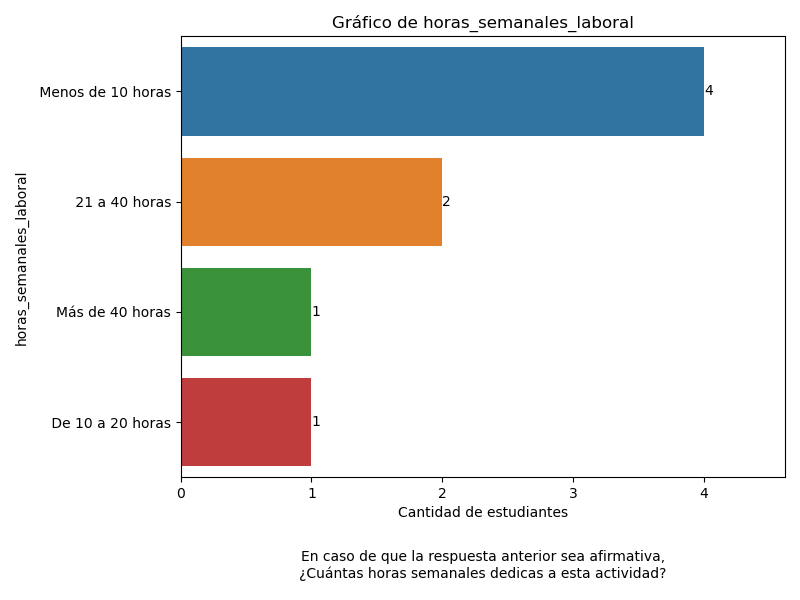 Gráfico de horas_semanales_laboral
horas_semanales_laboral
Menos de 10 horas
4
21 a 40 horas
2
Más de 40 horas
1
De 10 a 20 horas
1
0 1 2 3 4
Cantidad de estudiantes
En caso de que la respuesta anterior sea afirmativa,
¿Cuántas horas semanales dedicas a esta actividad?